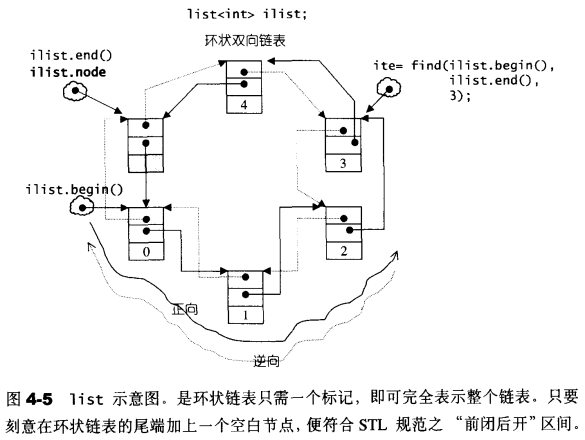 list<int> ilist;
环状双向链表
ilist.end()
ilist.node
ite= find(ilist.begin(),
ilist.end(),
3);
4
3
ilist.begin()
0
2
1
正向
逆向
图 4-5 list 示意图。是环状链表只需一个标记，即可完全表示整个链表。只要
刻意在环状链表的尾端加上一个空白节点，便符合 STL 规范之 “前闭后开”区间。